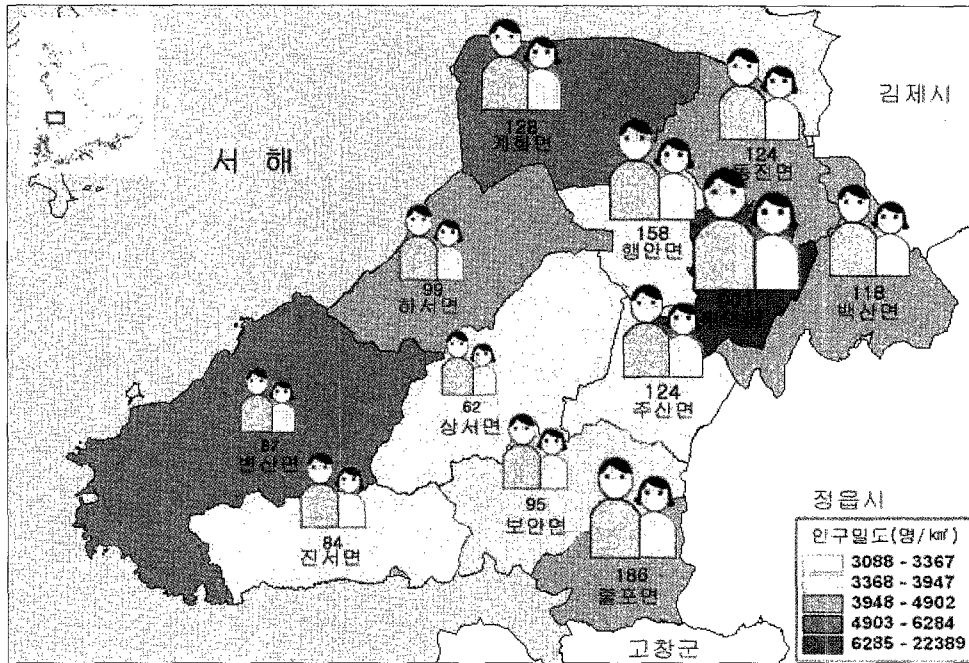 김제시
서 해
128
계화면
124
동진면
158
행안면
118
백산면
99
하서면
124
주산면
62
상서면
87
변산면
95
보안면
84
진서면
186
줄포면
정읍시
고창군
인구밀도(명/㎢)
3088 - 3367
3368 - 3947
3948 - 4902
4903 - 6284
6285 - 22389